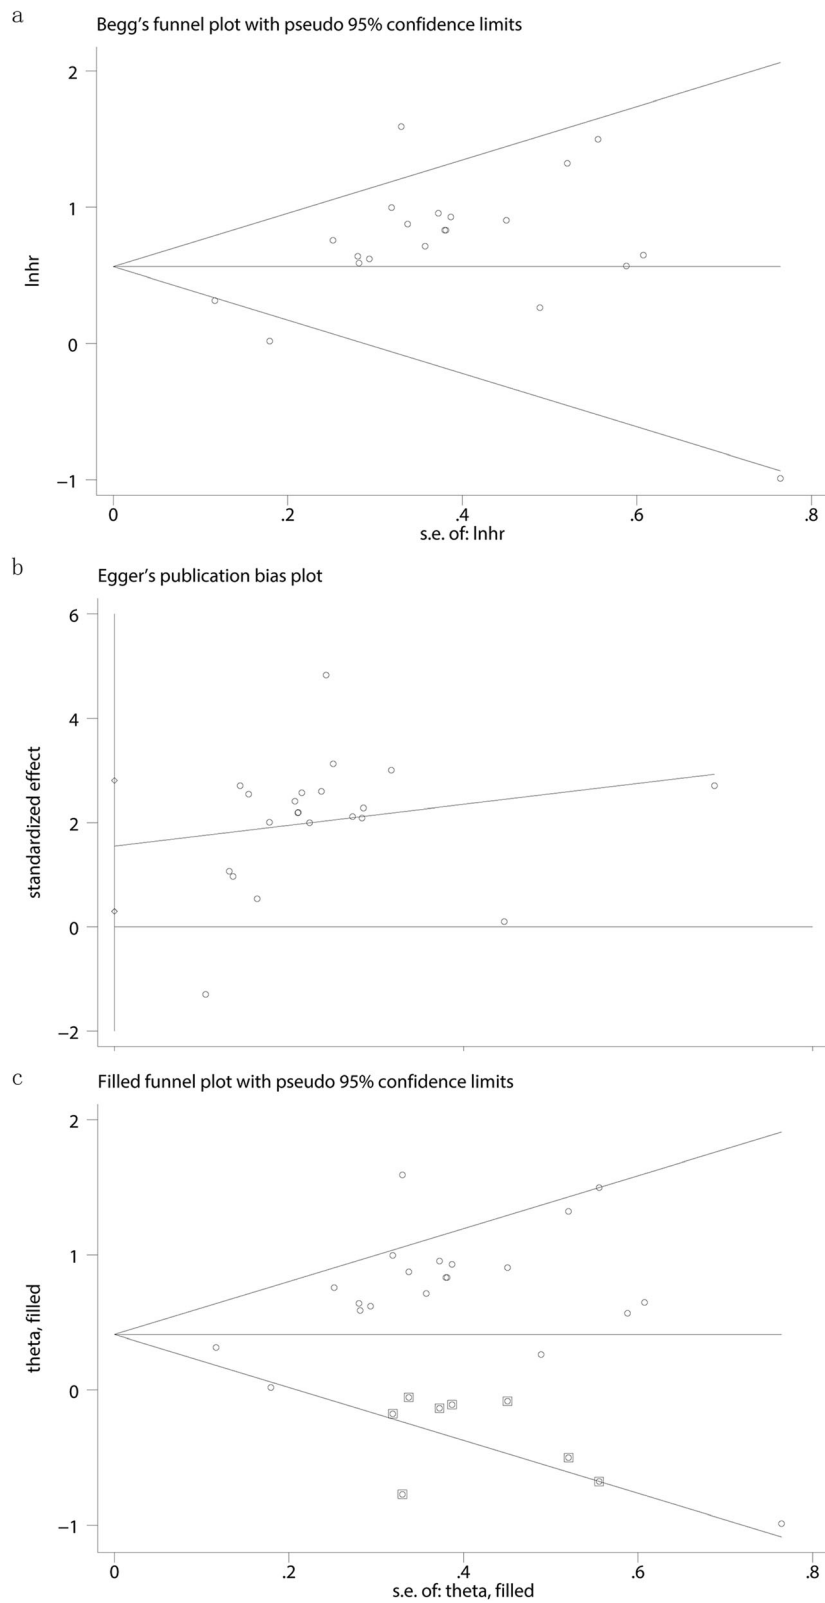 a
Begg's funnel plot with pseudo 95% confidence limits
2
1
0
−1
lnhr
0 .2 .4 .6 .8
s.e. of: lnhr
b
Egger's publication bias plot
6
4
2
0
−2
standardized effect
c
Filled funnel plot with pseudo 95% confidence limits
2
1
0
−1
theta, filled
0 .2 .4 .6 .8
s.e. of: theta, filled